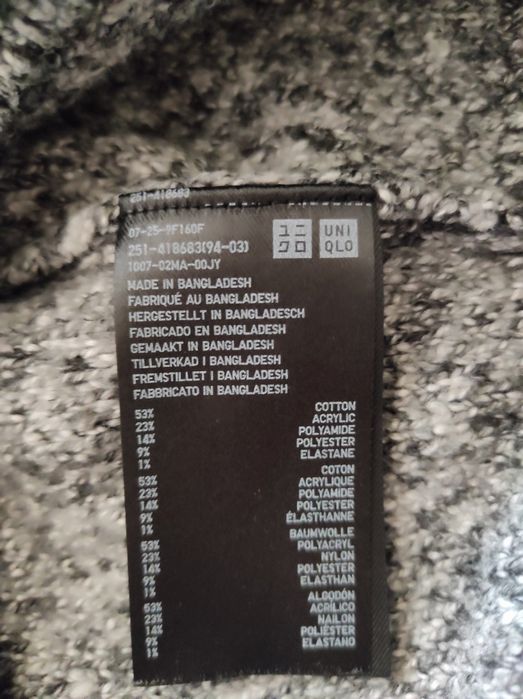 251-418683
07-25-PF160F
251-418683(94-03)
1007-02MA-00JY
ユニ
クロ
UNI
QLO
MADE IN BANGLADESH
FABRIQUÉ AU BANGLADESH
HERGESTELLT IN BANGLADESCH
FABRICADO EN BANGLADESH
GEMAAKT IN BANGLADESH
TILLVERKAD I BANGLADESH
FREMSTILLET I BANGLADESH
FABBRICATO IN BANGLADESH
53% COTTON
23% ACRYLIC
14% POLYAMIDE
9% POLYESTER
1% ELASTANE
53% COTON
23% ACRYLIQUE
14% POLYAMIDE
9% POLYESTER
1% ÉLASTHANNE
53% BAUMWOLLE
23% POLYACRYL
14% NYLON
9% POLYESTER
1% ELASTHAN
53% ALGODÓN
23% ACRÍLICO
14% NAILON
9% POLIÉSTER
1% ELASTANO